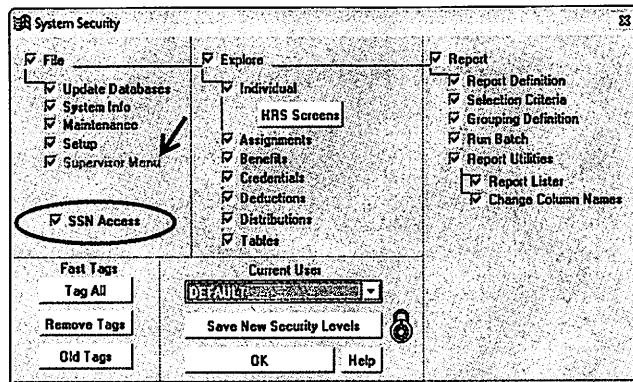 System Security
File
Update Databases
System Info
Maintenance
Setup
Supervisor Menu
SSN Access
Explore
Individual
HRS Screens
Assignments
Benefits
Credentials
Deductions
Distributions
Tables
Report
Report Definition
Selection Criteria
Grouping Definition
Run Batch
Report Utilities
Report Lister
Change Column Names
Fast Tags
Tag All
Remove Tags
Old Tags
Current User
DEFAULT
Save New Security Levels
OK
Help